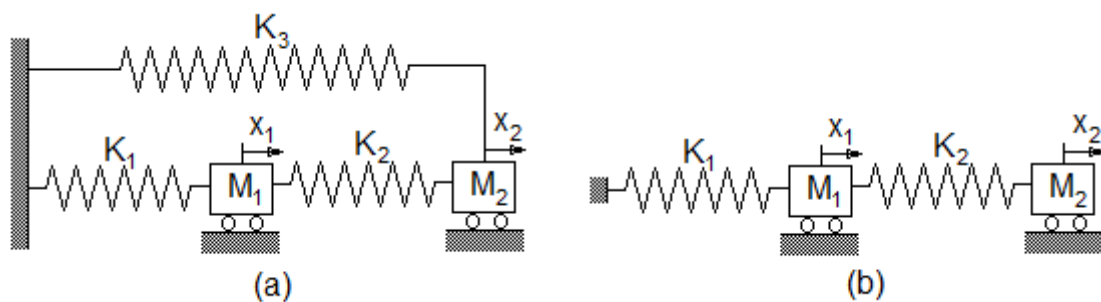 K₃
x₁ x₂
K₁ K₂
M₁ M₂
(a)
x₁ x₂
K₁ K₂
M₁ M₂
(b)